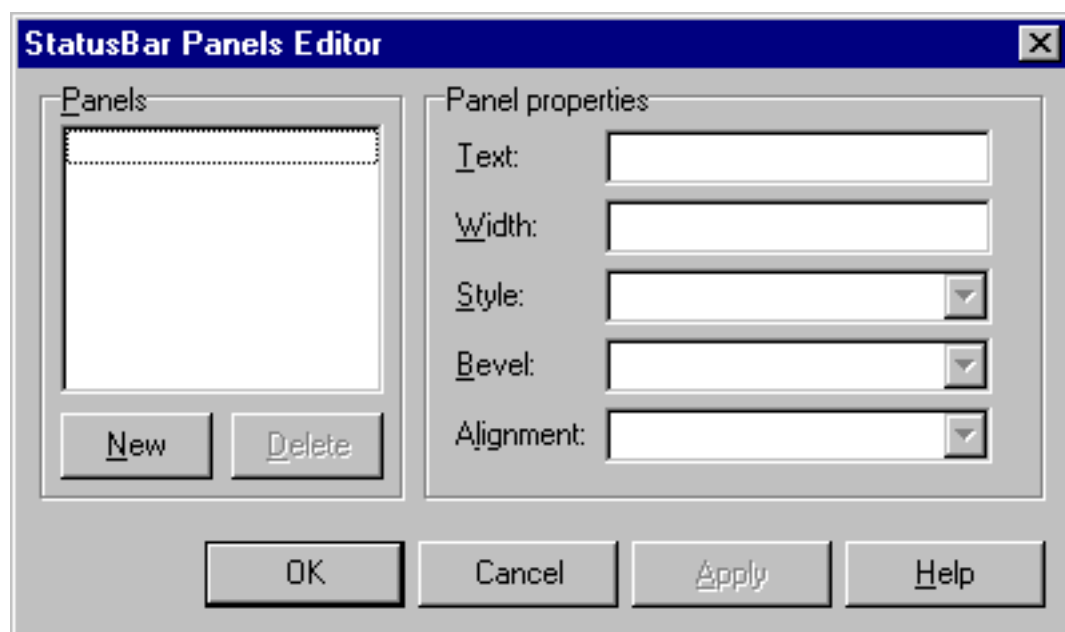 StatusBar Panels Editor
Panels
New
Delete
Panel properties
Text:
Width:
Style:
Bevel:
Alignment:
OK
Cancel
Apply
Help